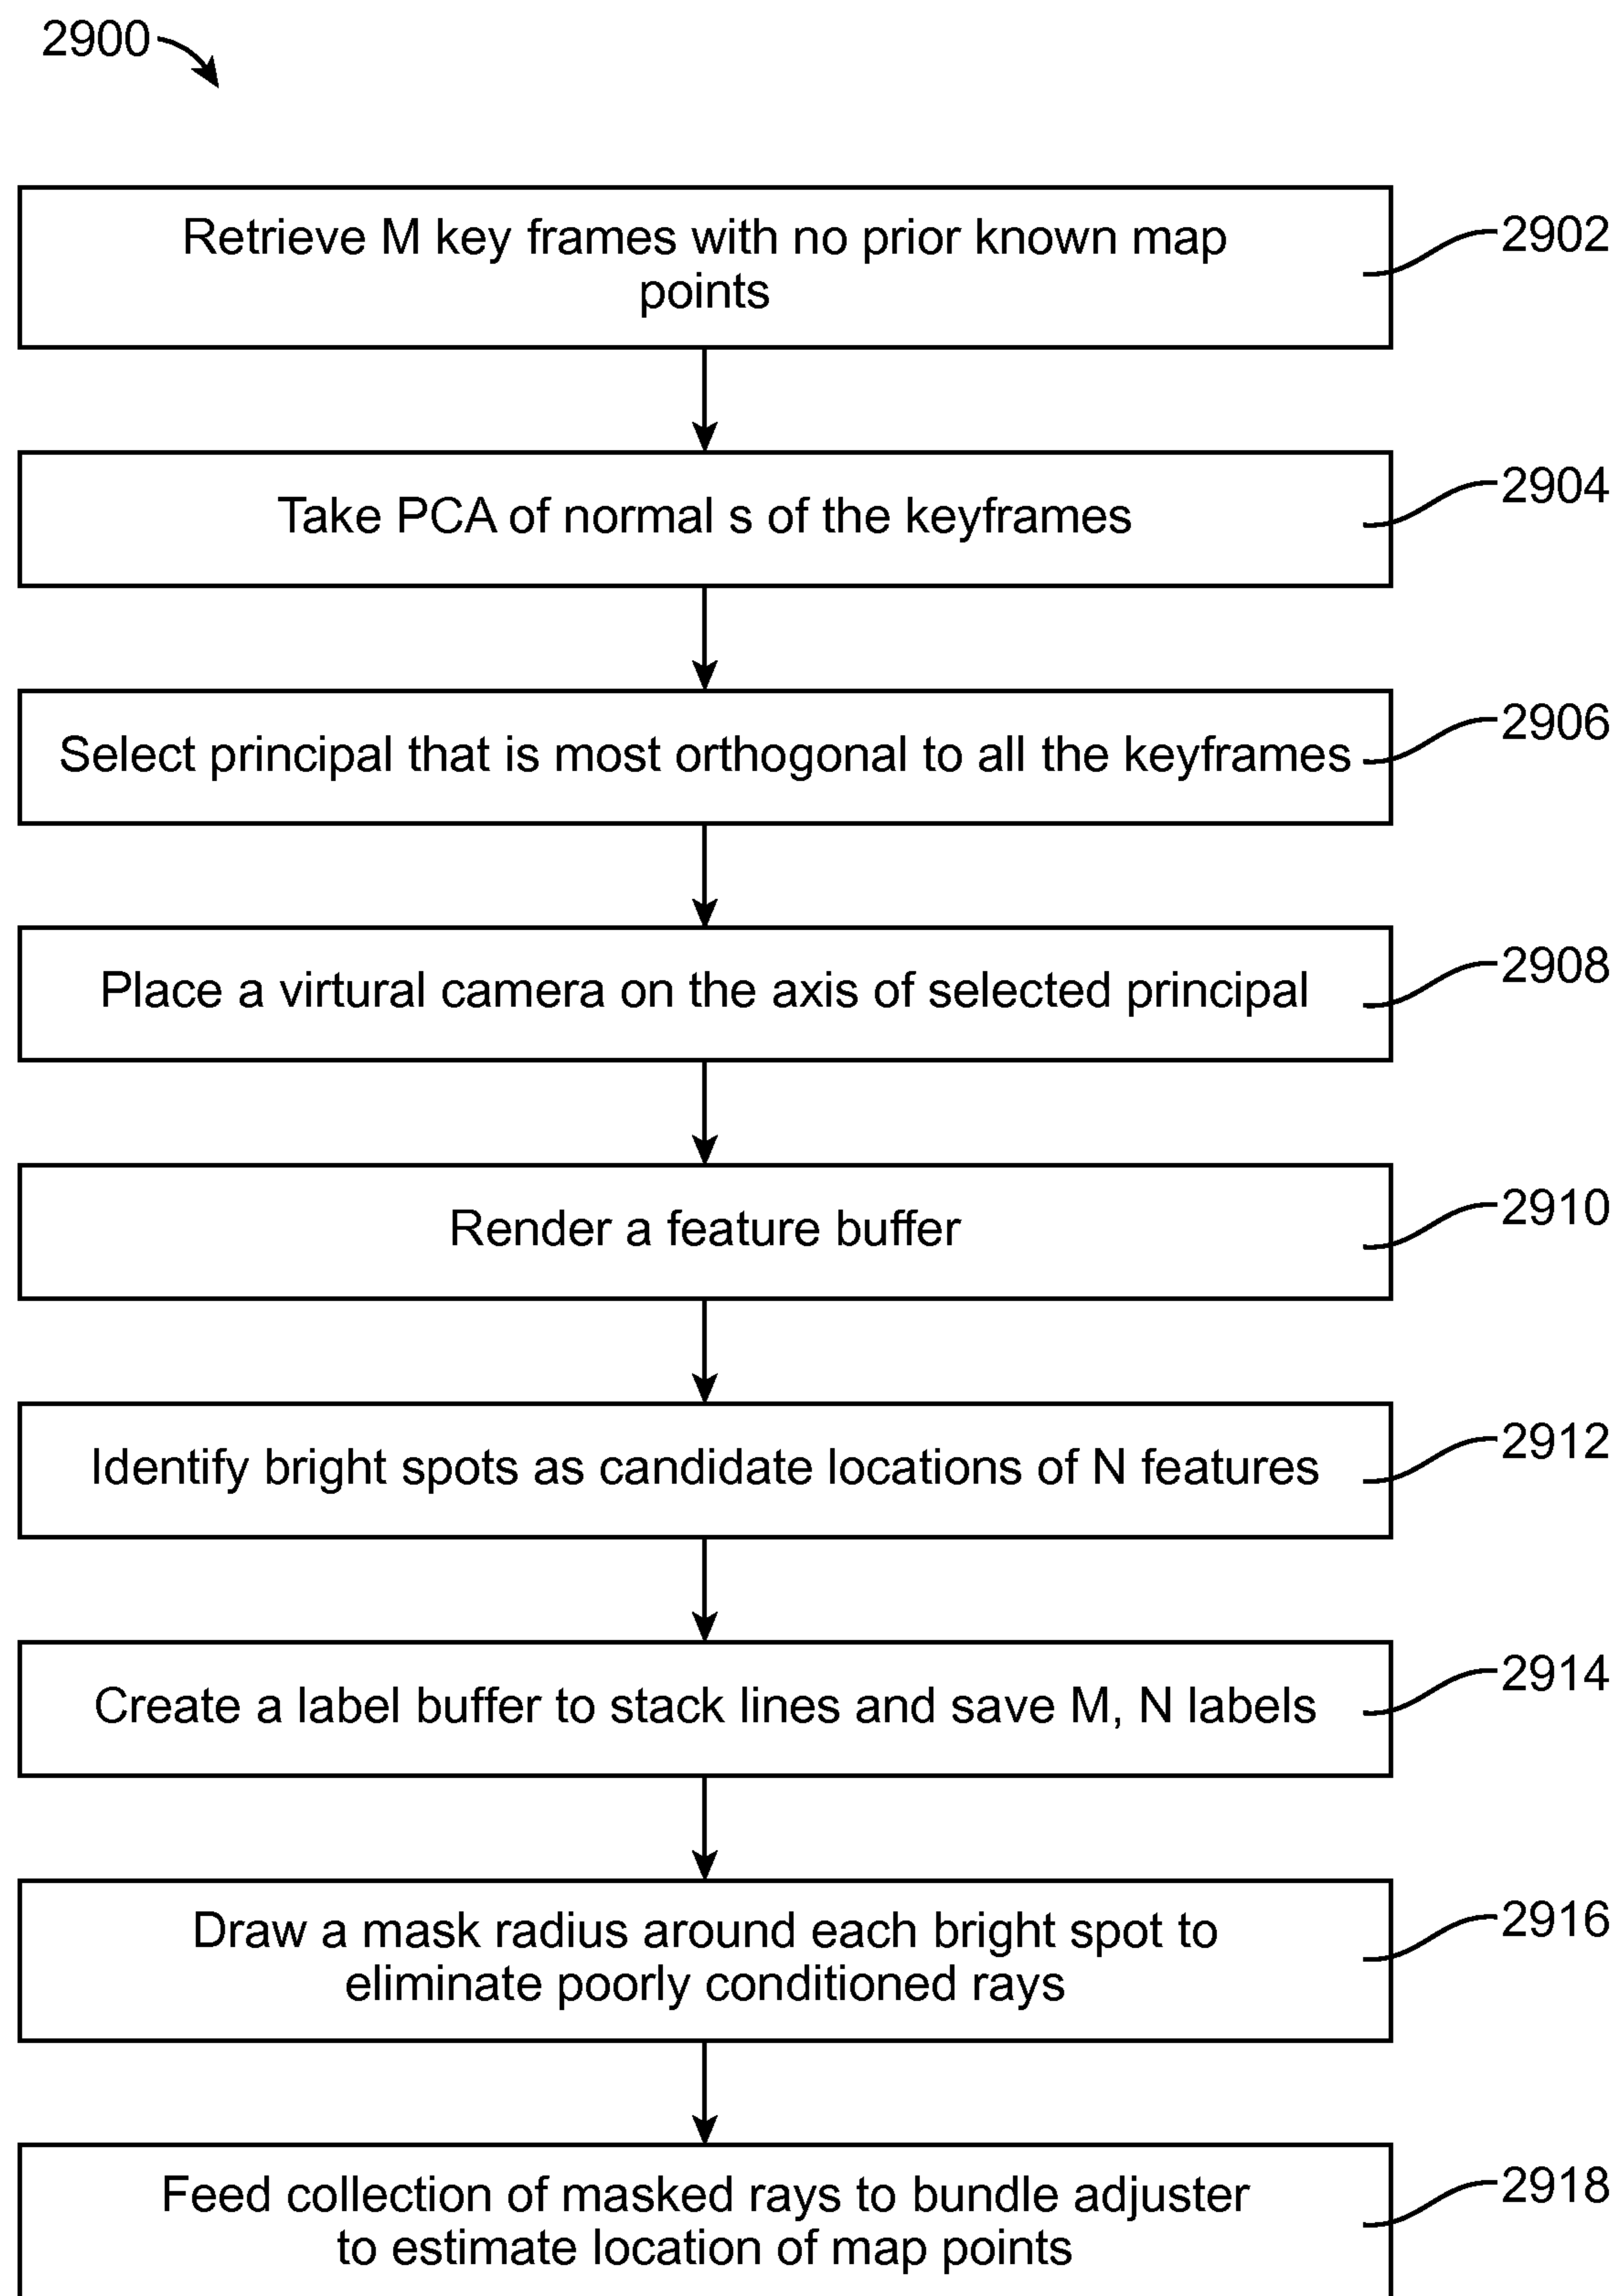 2900
Retrieve M key frames with no prior known map
points
2902
Take PCA of normal s of the keyframes
2904
Select principal that is most orthogonal to all the keyframes
2906
Place a virtural camera on the axis of selected principal
2908
Render a feature buffer
2910
Identify bright spots as candidate locations of N features
2912
Create a label buffer to stack lines and save M, N labels
2914
Draw a mask radius around each bright spot to
eliminate poorly conditioned rays
2916
Feed collection of masked rays to bundle adjuster
to estimate location of map points
2918